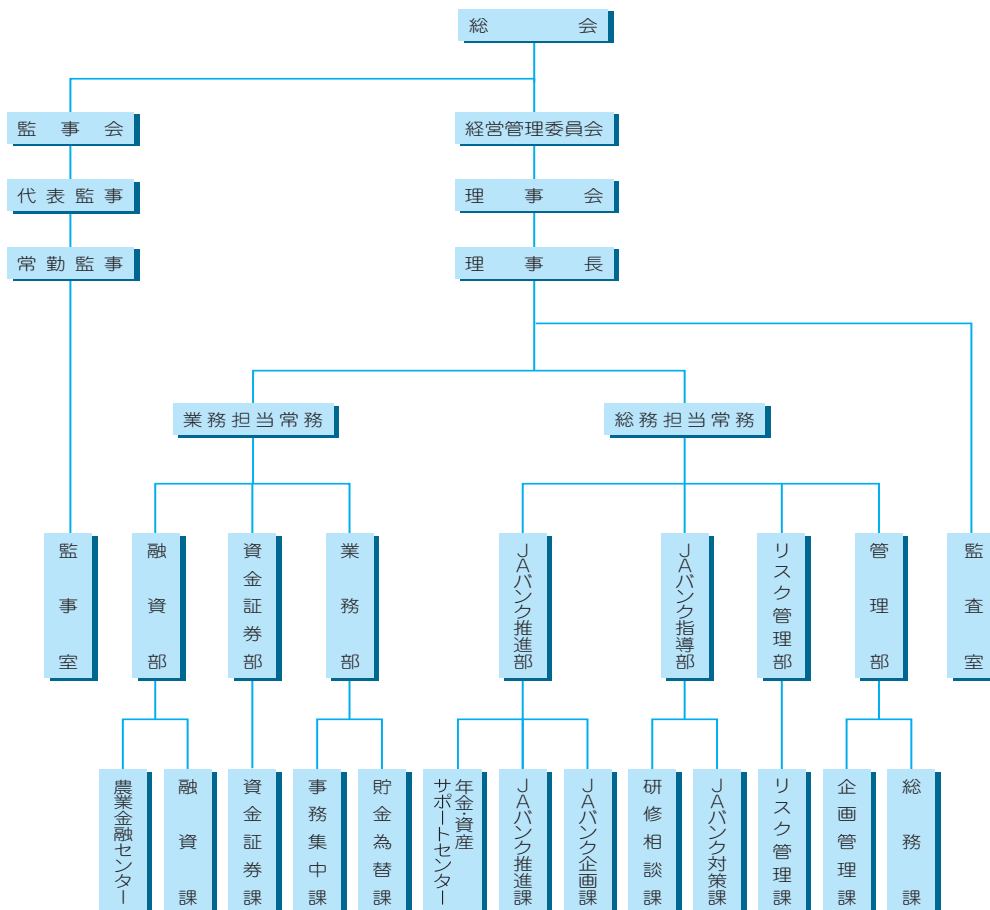 総会
監事会
経営管理委員会
代表監事
理事会
常勤監事
理事長
業務担当常務
総務担当常務
監事室
融資部
資金証券部
業務部
JAバンク推進部
JAバンク指導部
リスク管理部
管理部
監査室
農業金融センター
融資課
資金証券課
事務集中課
貯金為替課
年金・資産
サポートセンター
JAバンク推進課
JAバンク企画課
研修相談課
JAバンク対策課
リスク管理課
企画管理課
総務課